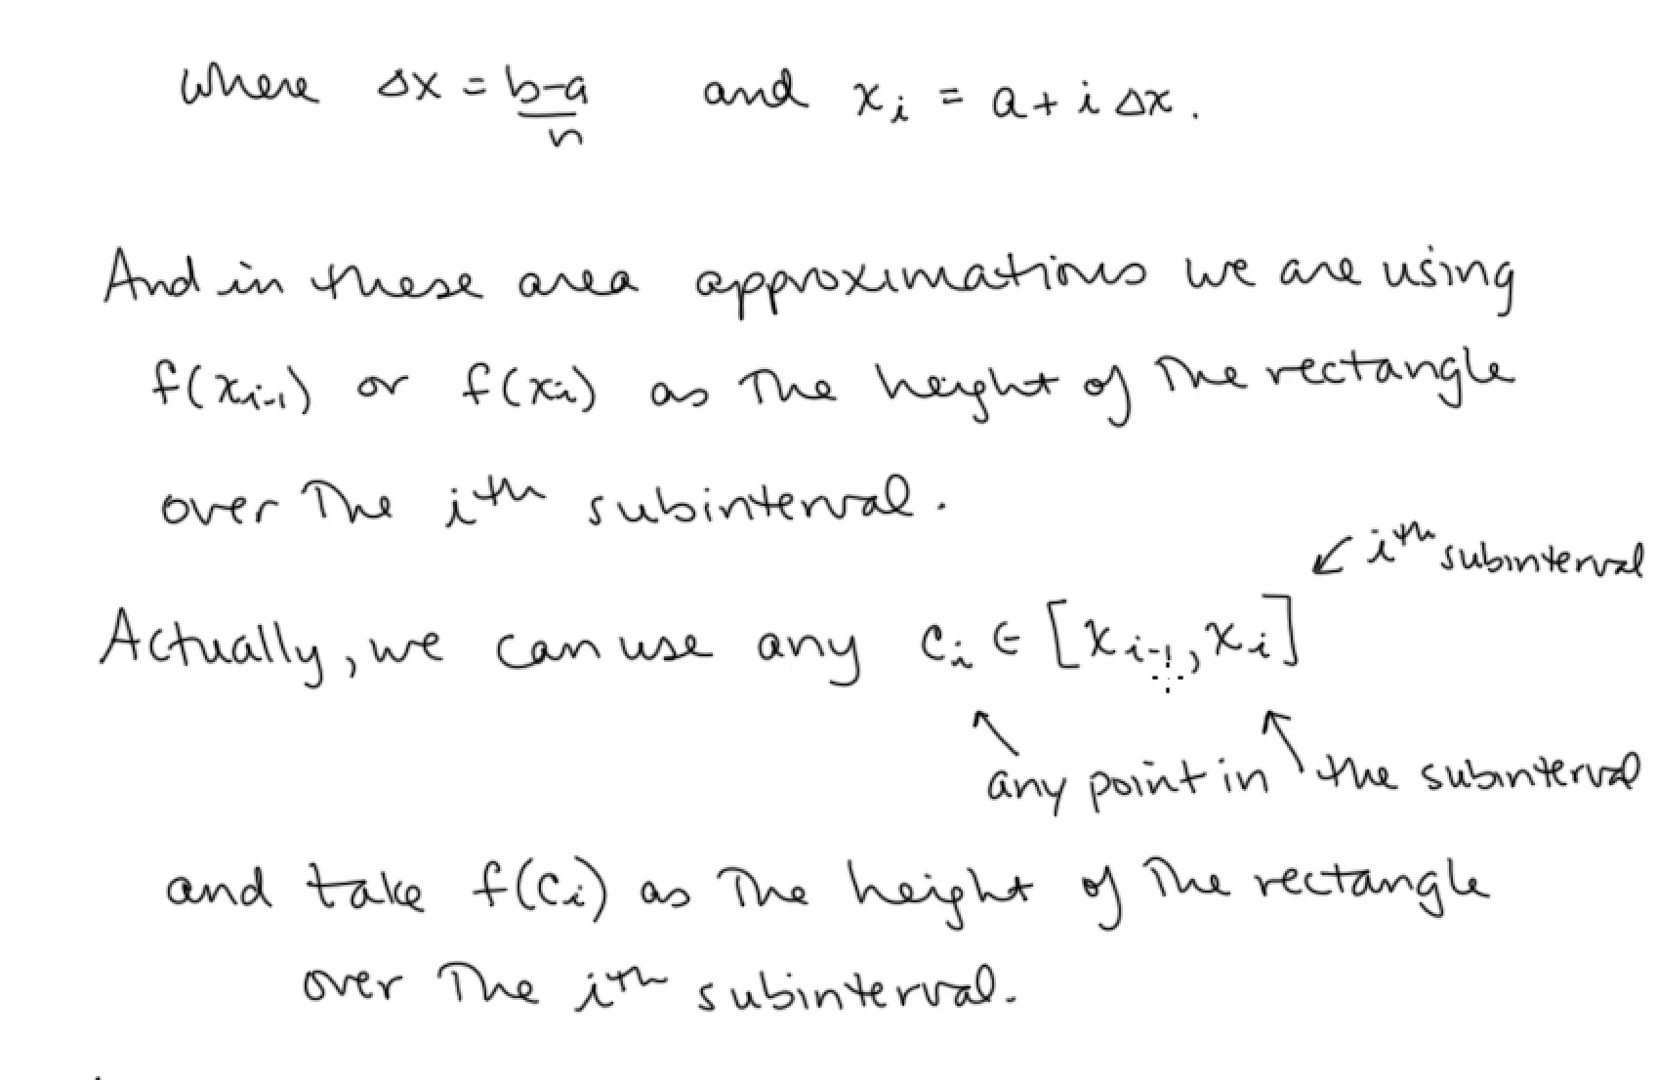 where Δx = b-a/n and xᵢ = a + i Δx.
And in these area approximations we are using
f(xᵢ₋₁) or f(xᵢ) as the height of the rectangle
over the iᵗʰ subinterval.
↙ iᵗʰ subinterval
Actually, we can use any cᵢ ∈ [xᵢ₋₁, xᵢ]
any point in the subinterval
and take f(cᵢ) as the height of the rectangle
over the iᵗʰ subinterval.